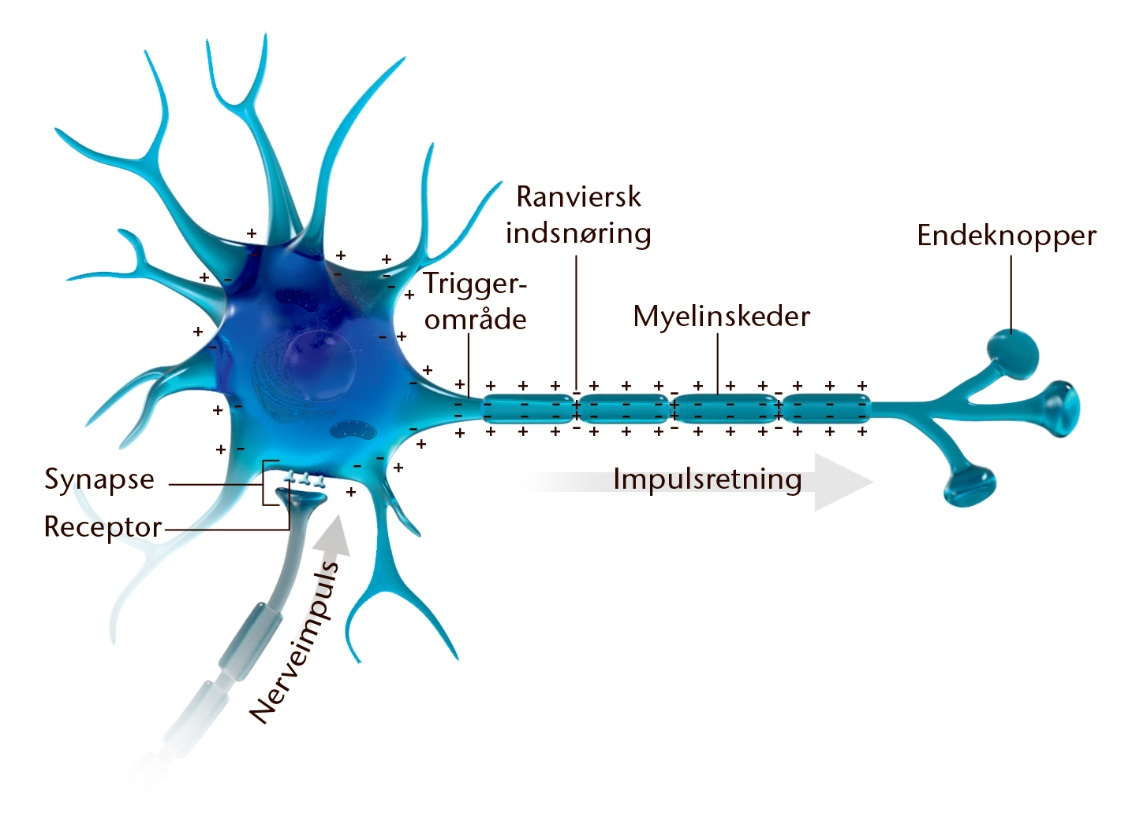 Ranviersk
indsnøring
Endeknopper
Trigger-
område
Myelinskeder
Synapse
Impulsretning
Receptor
Nerveimpuls